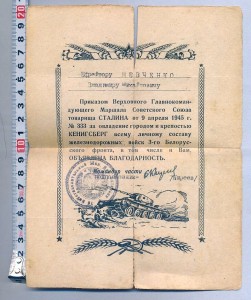 ШЕВЧЕНКО
Приказом Верховного Главнокоман-
дующего Маршала Советского Союза
товарища СТАЛИНА от 9 апреля 1945 г.
№ 333 за овладение городом и крепостью
КЕНИГСБЕРГ всему личному составу
железнодорожных войск 3-го Белорус-
ского фронта, в том числе и Вам,
ОБЪЯВЛЕНА БЛАГОДАРНОСТЬ.
Командир части